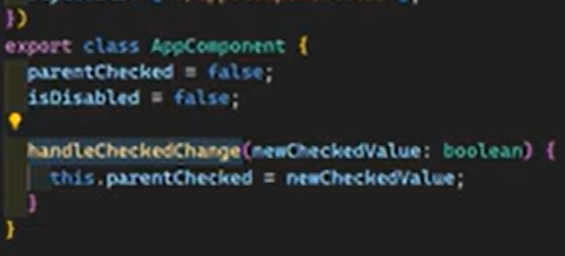 })
export class AppComponent {
parentChecked = false;
isDisabled = false;
handleCheckedChange(newCheckedValue: boolean) {
this.parentChecked = newCheckedValue;
}
}